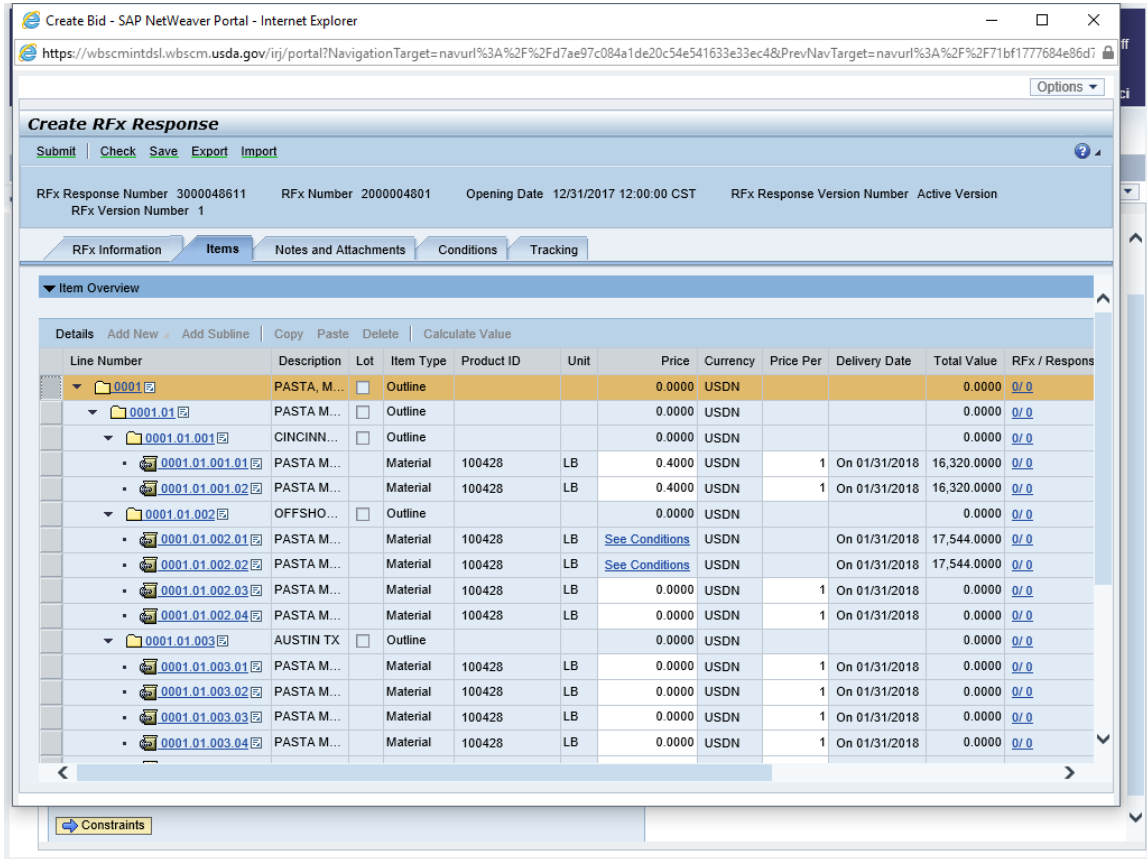 Create Bid - SAP NetWeaver Portal - Internet Explorer
https://wbscmintdsl.wbscm.usda.gov/irj/portal?NavigationTarget=navurl%3A%2F%2Fd7ae97c084a1de20c54e541633e33ec4&PrevNavTarget=navurl%3A%2F%2F71bf1777684e86d7
ff
Options
ci
Create RFx Response
Submit Check Save Export Import
RFx Response Number 3000048611 RFx Number 2000004801 Opening Date 12/31/2017 12:00:00 CST RFx Response Version Number Active Version
RFx Version Number 1
RFx Information Items Notes and Attachments Conditions Tracking
Item Overview
Details Add New Add Subline Copy Paste Delete Calculate Value
Line Number Description Lot Item Type Product ID Unit Price Currency Price Per Delivery Date Total Value RFx / Respons
0001 PASTA, M... Outline 0.0000 USDN 0.0000 0/ 0
0001.01 PASTA M... Outline 0.0000 USDN 0.0000 0/ 0
0001.01.001 CINCINN... Outline 0.0000 USDN 0.0000 0/ 0
0001.01.001.01 PASTA M... Material 100428 LB 0.4000 USDN 1 On 01/31/2018 16,320.0000 0/ 0
0001.01.001.02 PASTA M... Material 100428 LB 0.4000 USDN 1 On 01/31/2018 16,320.0000 0/ 0
0001.01.002 OFFSHO... Outline 0.0000 USDN 0.0000 0/ 0
0001.01.002.01 PASTA M... Material 100428 LB See Conditions USDN On 01/31/2018 17,544.0000 0/ 0
0001.01.002.02 PASTA M... Material 100428 LB See Conditions USDN On 01/31/2018 17,544.0000 0/ 0
0001.01.002.03 PASTA M... Material 100428 LB 0.0000 USDN 1 On 01/31/2018 0.0000 0/ 0
0001.01.002.04 PASTA M... Material 100428 LB 0.0000 USDN 1 On 01/31/2018 0.0000 0/ 0
0001.01.003 AUSTIN TX Outline 0.0000 USDN 0.0000 0/ 0
0001.01.003.01 PASTA M... Material 100428 LB 0.0000 USDN 1 On 01/31/2018 0.0000 0/ 0
0001.01.003.02 PASTA M... Material 100428 LB 0.0000 USDN 1 On 01/31/2018 0.0000 0/ 0
0001.01.003.03 PASTA M... Material 100428 LB 0.0000 USDN 1 On 01/31/2018 0.0000 0/ 0
0001.01.003.04 PASTA M... Material 100428 LB 0.0000 USDN 1 On 01/31/2018 0.0000 0/ 0
Constraints